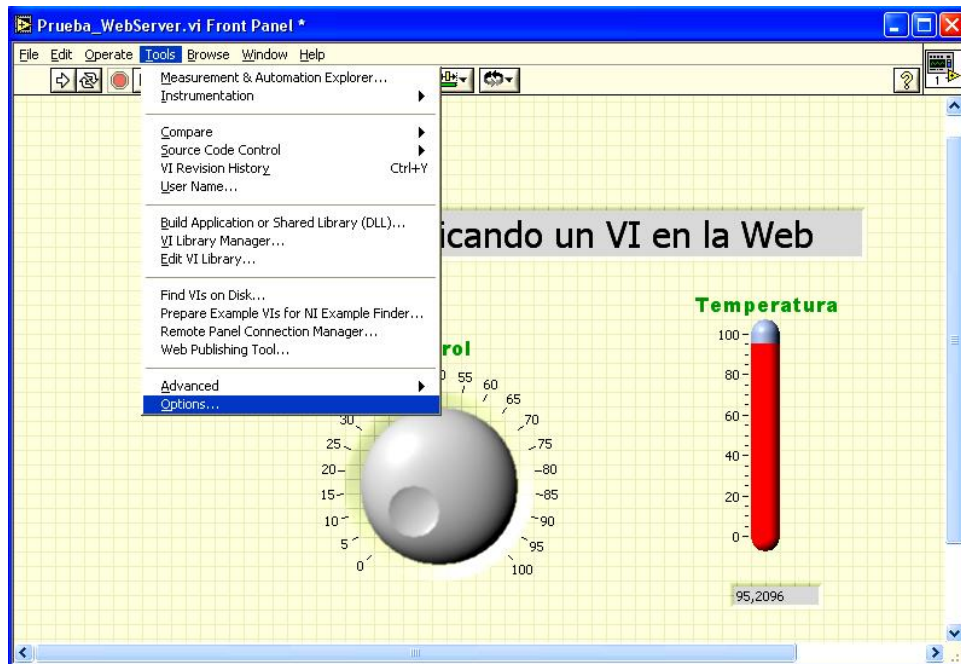 Prueba_WebServer.vi Front Panel *
File Edit Operate Tools Browse Window Help
Measurement & Automation Explorer...
Instrumentation
Compare
Source Code Control
VI Revision History Ctrl+Y
User Name...
Build Application or Shared Library (DLL)...
VI Library Manager...
Edit VI Library...
Find VIs on Disk...
Prepare Example VIs for NI Example Finder...
Remote Panel Connection Manager...
Web Publishing Tool...
Advanced
Options...
1
icando un VI en la Web
rol
55
60
65
70
75
80
85
90
95
100
30
25
20
15
10
5
0
Temperatura
100
80
60
40
20
0
95,2096